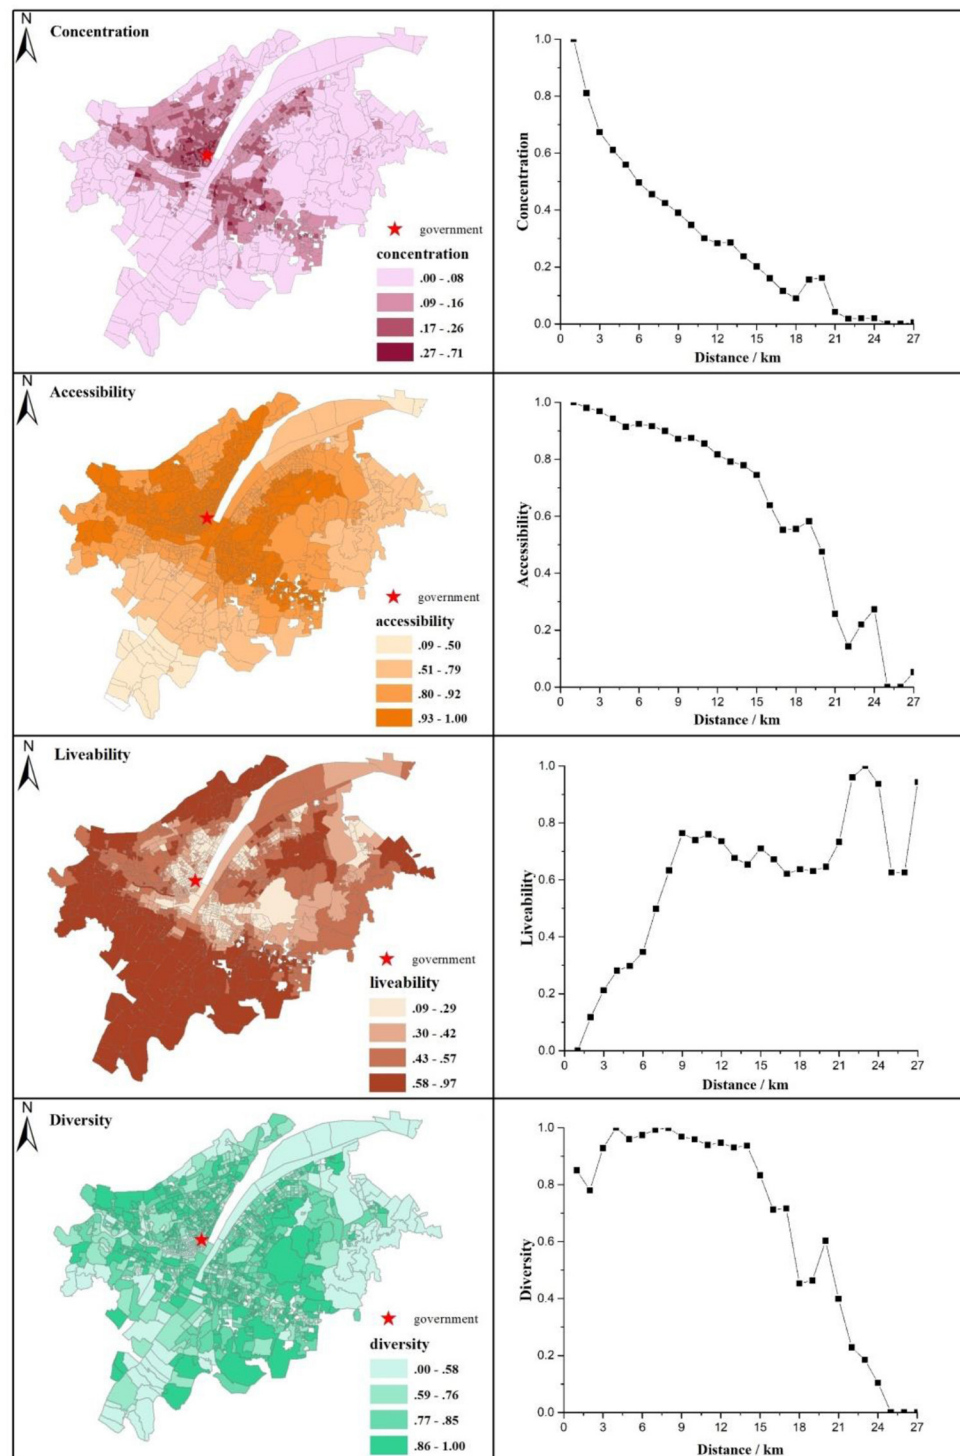 N
Concentration
government
concentration
.00 - .08
.09 - .16
.17 - .26
.27 - .71
Concentration
1.0
0.8
0.6
0.4
0.2
0.0
0 3 6 9 12 15 18 21 24 27
Distance / km
N
Accessibility
government
accessibility
.09 - .50
.51 - .79
.80 - .92
.93 - 1.00
Accessibility
1.0
0.8
0.6
0.4
0.2
0.0
0 3 6 9 12 15 18 21 24 27
Distance / km
N
Liveability
government
liveability
.09 - .29
.30 - .42
.43 - .57
.58 - .97
Liveability
1.0
0.8
0.6
0.4
0.2
0.0
0 3 6 9 12 15 18 21 24 27
Distance / km
N
Diversity
government
diversity
.00 - .58
.59 - .76
.77 - .85
.86 - 1.00
Diversity
1.0
0.8
0.6
0.4
0.2
0.0
0 3 6 9 12 15 18 21 24 27
Distance / km